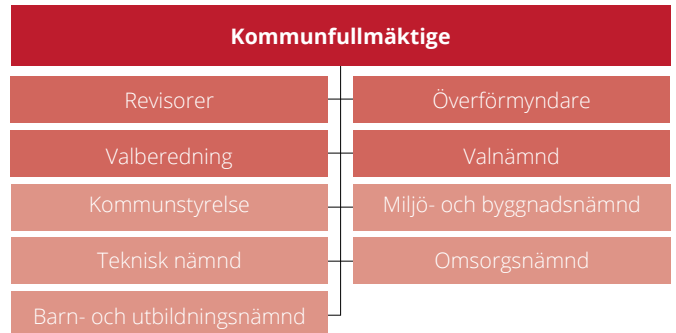 Kommunfullmäktige
Revisorer
Överförmyndare
Valberedning
Valnämnd
Kommunstyrelse
Miljö- och byggnadsnämnd
Teknisk nämnd
Omsorgsnämnd
Barn- och utbildningsnämnd